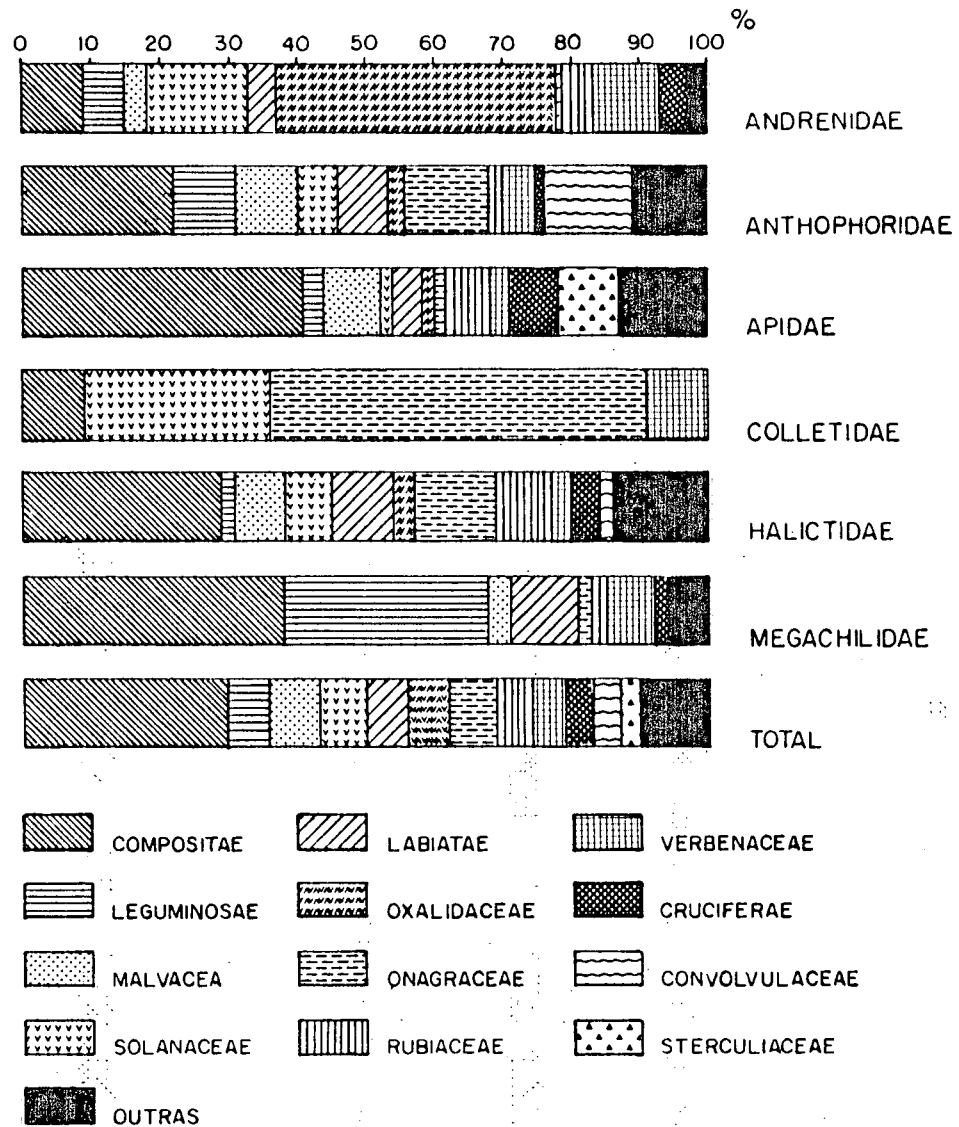 %
0 10 20 30 40 50 60 70 80 90 100
ANDRENIDAE
ANTHOPHORIDAE
APIDAE
COLLETIDAE
HALICTIDAE
MEGACHILIDAE
TOTAL
COMPOSITAE LABIATAE VERBENACEAE
LEGUMINOSAE OXALIDACEAE CRUCIFERAE
MALVACEA ONAGRACEAE CONVOLVULACEAE
SOLANACEAE RUBIACEAE STERCULIACEAE
OUTRAS